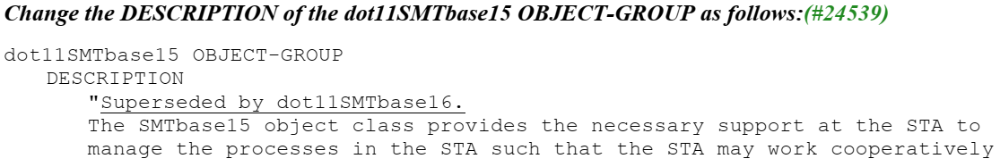 Change the DESCRIPTION of the dot11SMTbase15 OBJECT-GROUP as follows:(#24539)
dot11SMTbase15 OBJECT-GROUP
DESCRIPTION
"Superseded by dot11SMTbase16.
The SMTbase15 object class provides the necessary support at the STA to
manage the processes in the STA such that the STA may work cooperatively